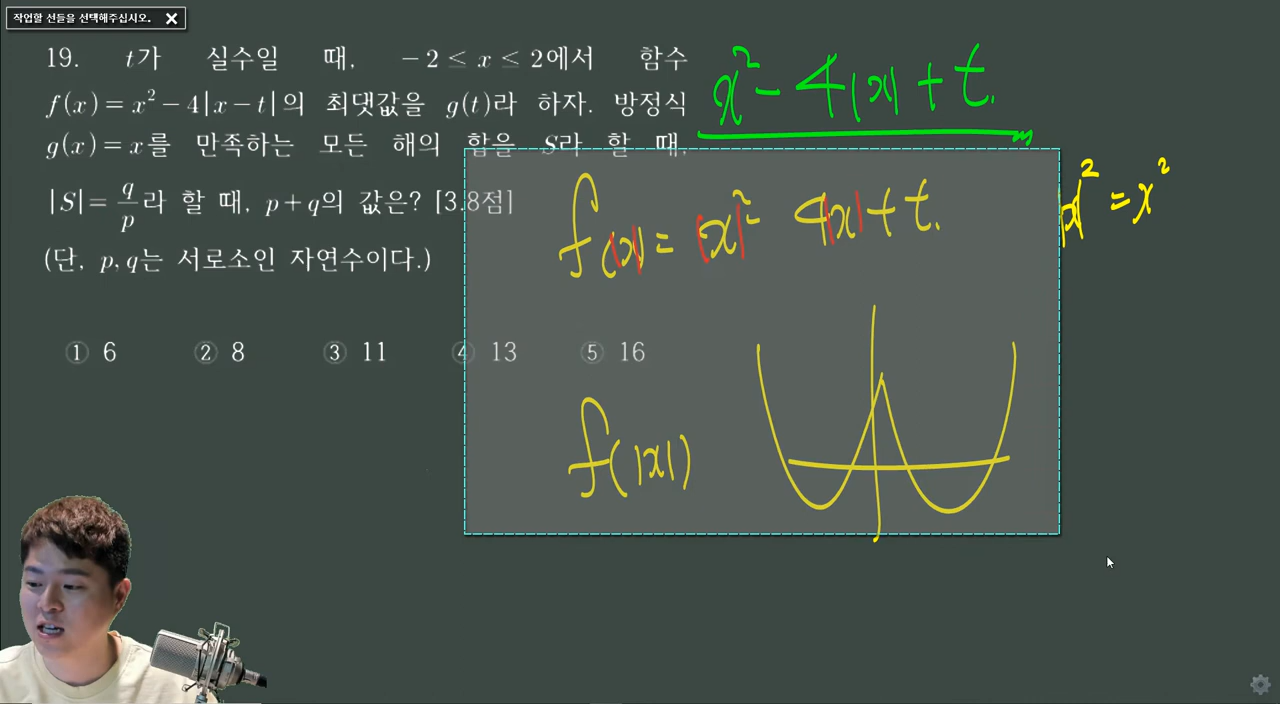 작업할 선들을 선택해주십시오.
19. t가 실수일 때, −2 ≤ x ≤ 2에서 함수
f(x) = x² − 4|x − t|의 최댓값을 g(t)라 하자. 방정식
g(x) = x를 만족하는 모든 해의 합을 S라 할 때,
|S| = q/p라 할 때, p+q의 값은? [3.8점]
(단, p, q는 서로소인 자연수이다.)
① 6 ② 8 ③ 11 ④ 13 ⑤ 16
x² − 4|x| + t.
f(|x|) = |x|² 4|x| + t.
|x|² = x²
f(|x|)